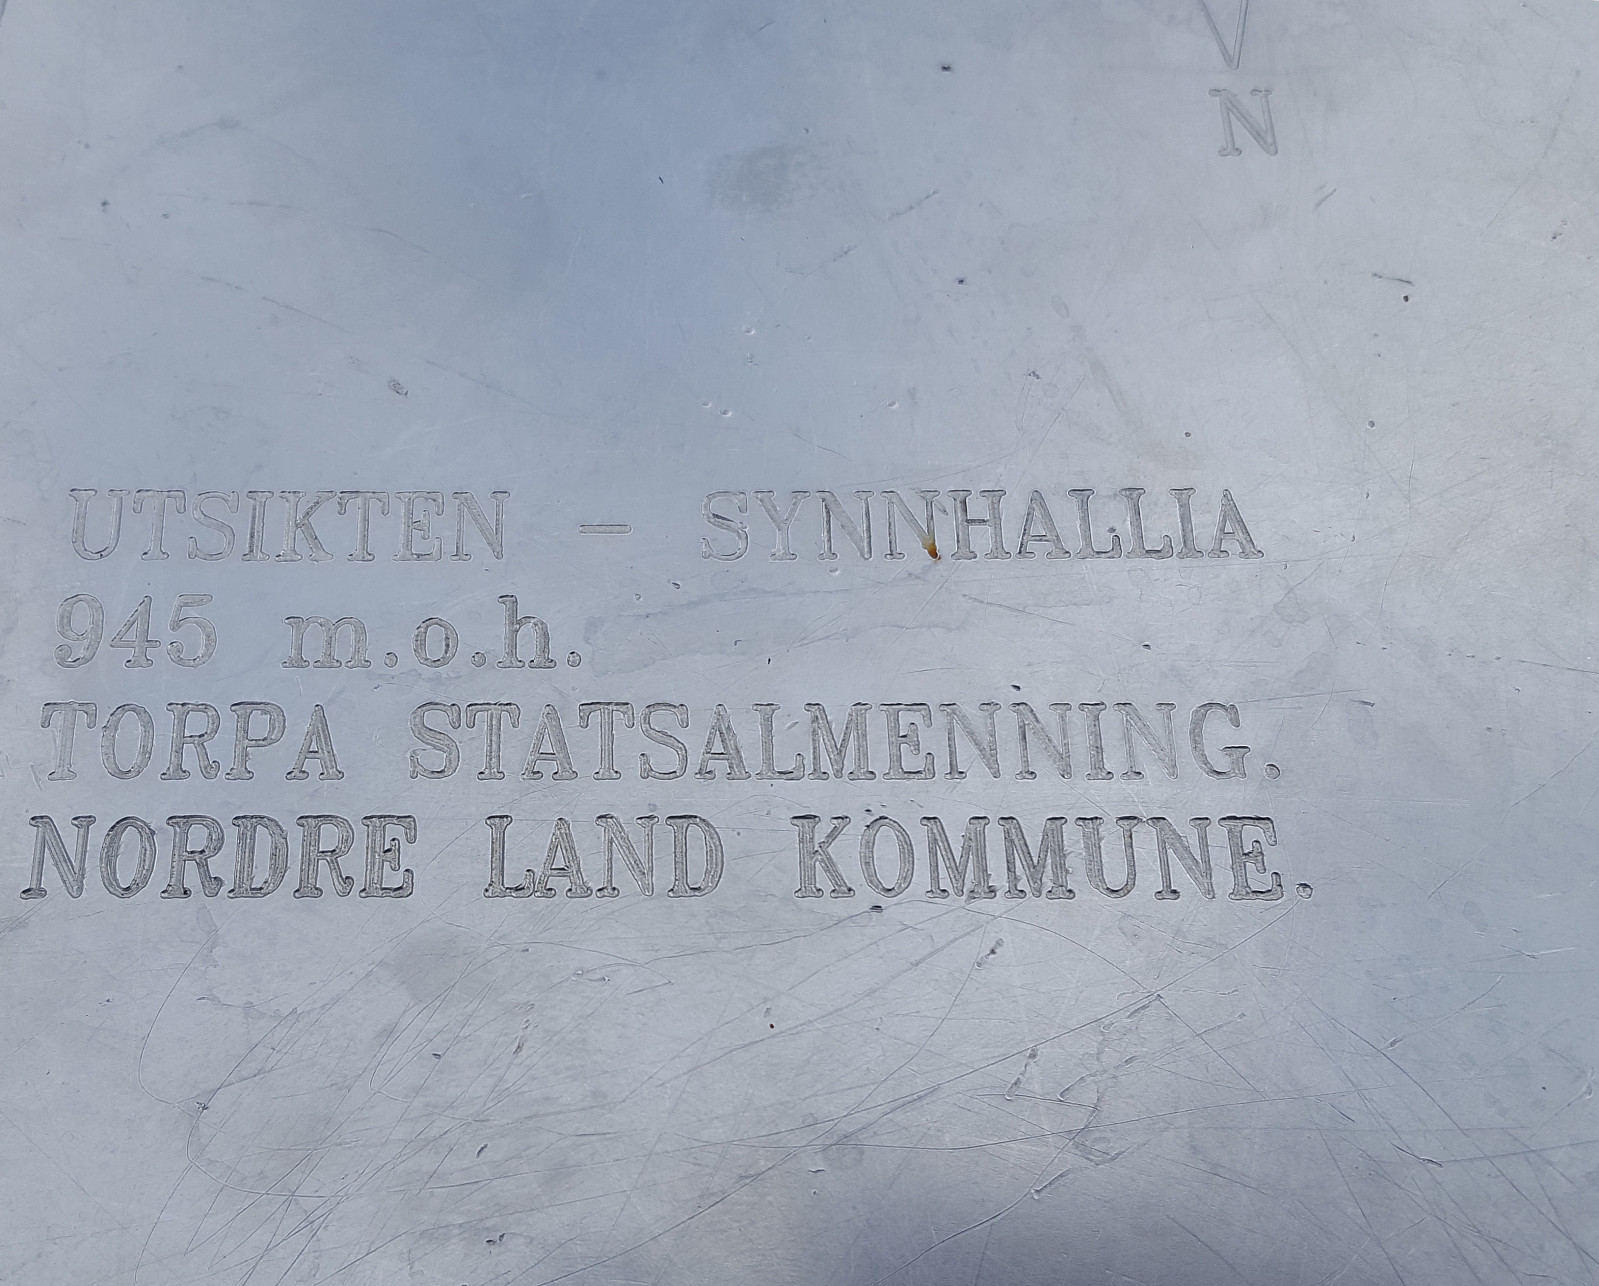 N
UTSIKTEN - SYNNHALLIA
945 m.o.h.
TORPA STATSALMENNING.
NORDRE LAND KOMMUNE.